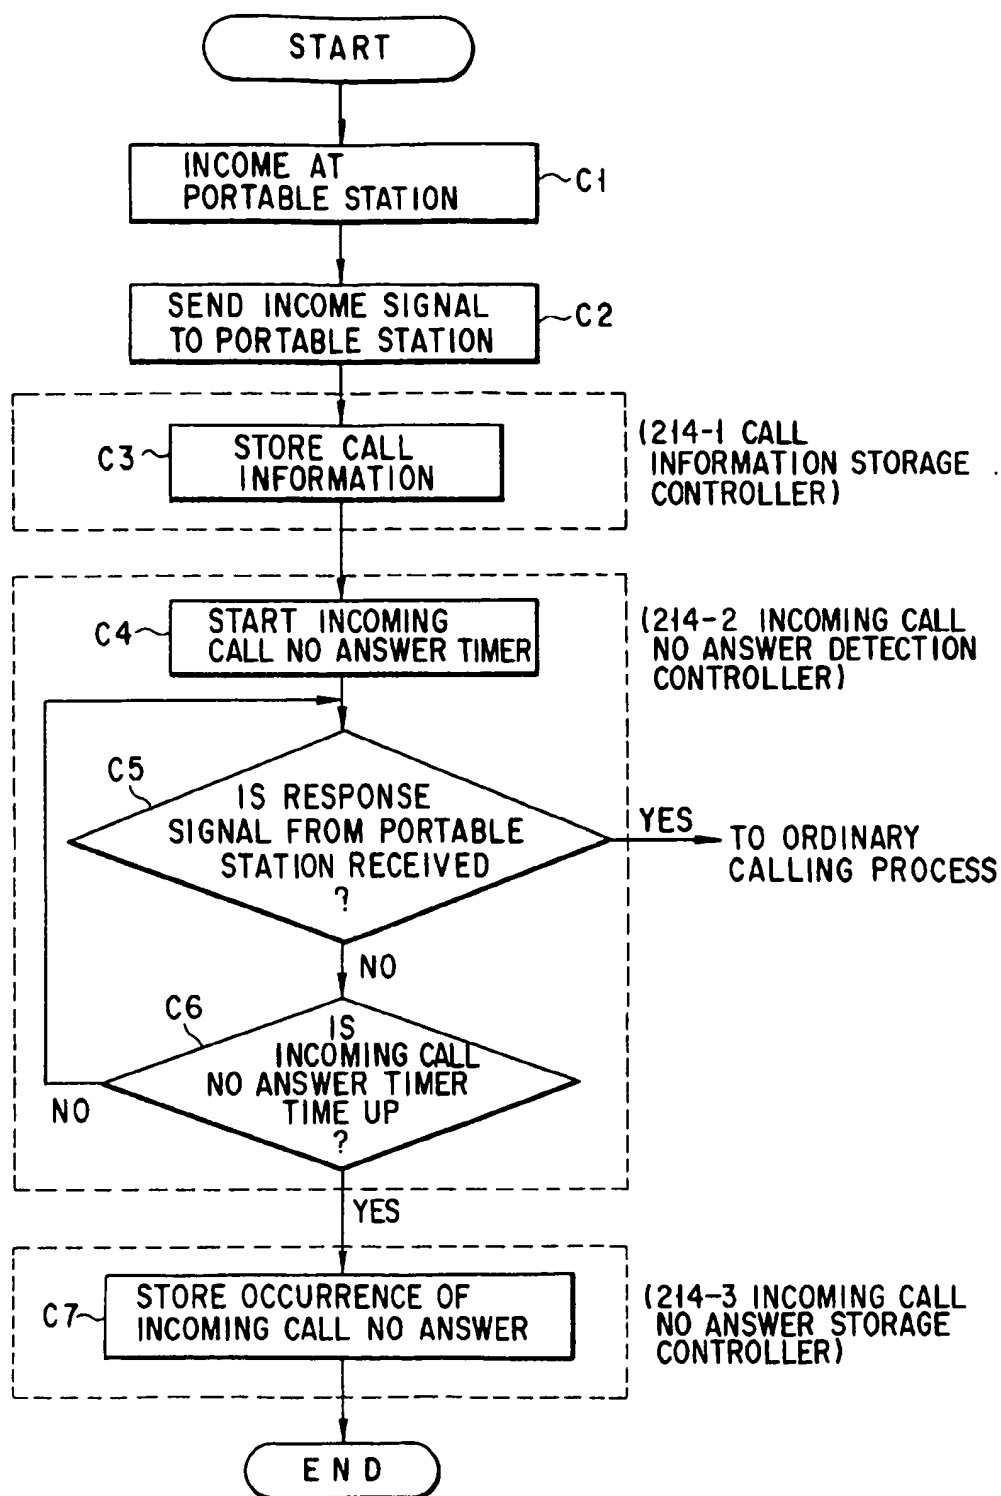 START
INCOME AT
PORTABLE STATION
C1
SEND INCOME SIGNAL
TO PORTABLE STATION
C2
C3
STORE CALL
INFORMATION
(214-1 CALL
INFORMATION STORAGE
CONTROLLER)
C4
START INCOMING
CALL NO ANSWER TIMER
(214-2 INCOMING CALL
NO ANSWER DETECTION
CONTROLLER)
C5
IS RESPONSE
SIGNAL FROM PORTABLE
STATION RECEIVED
?
YES
TO ORDINARY
CALLING PROCESS
NO
C6
IS
INCOMING CALL
NO ANSWER TIMER
TIME UP
?
NO
YES
C7
STORE OCCURRENCE OF
INCOMING CALL NO ANSWER
(214-3 INCOMING CALL
NO ANSWER STORAGE
CONTROLLER)
END